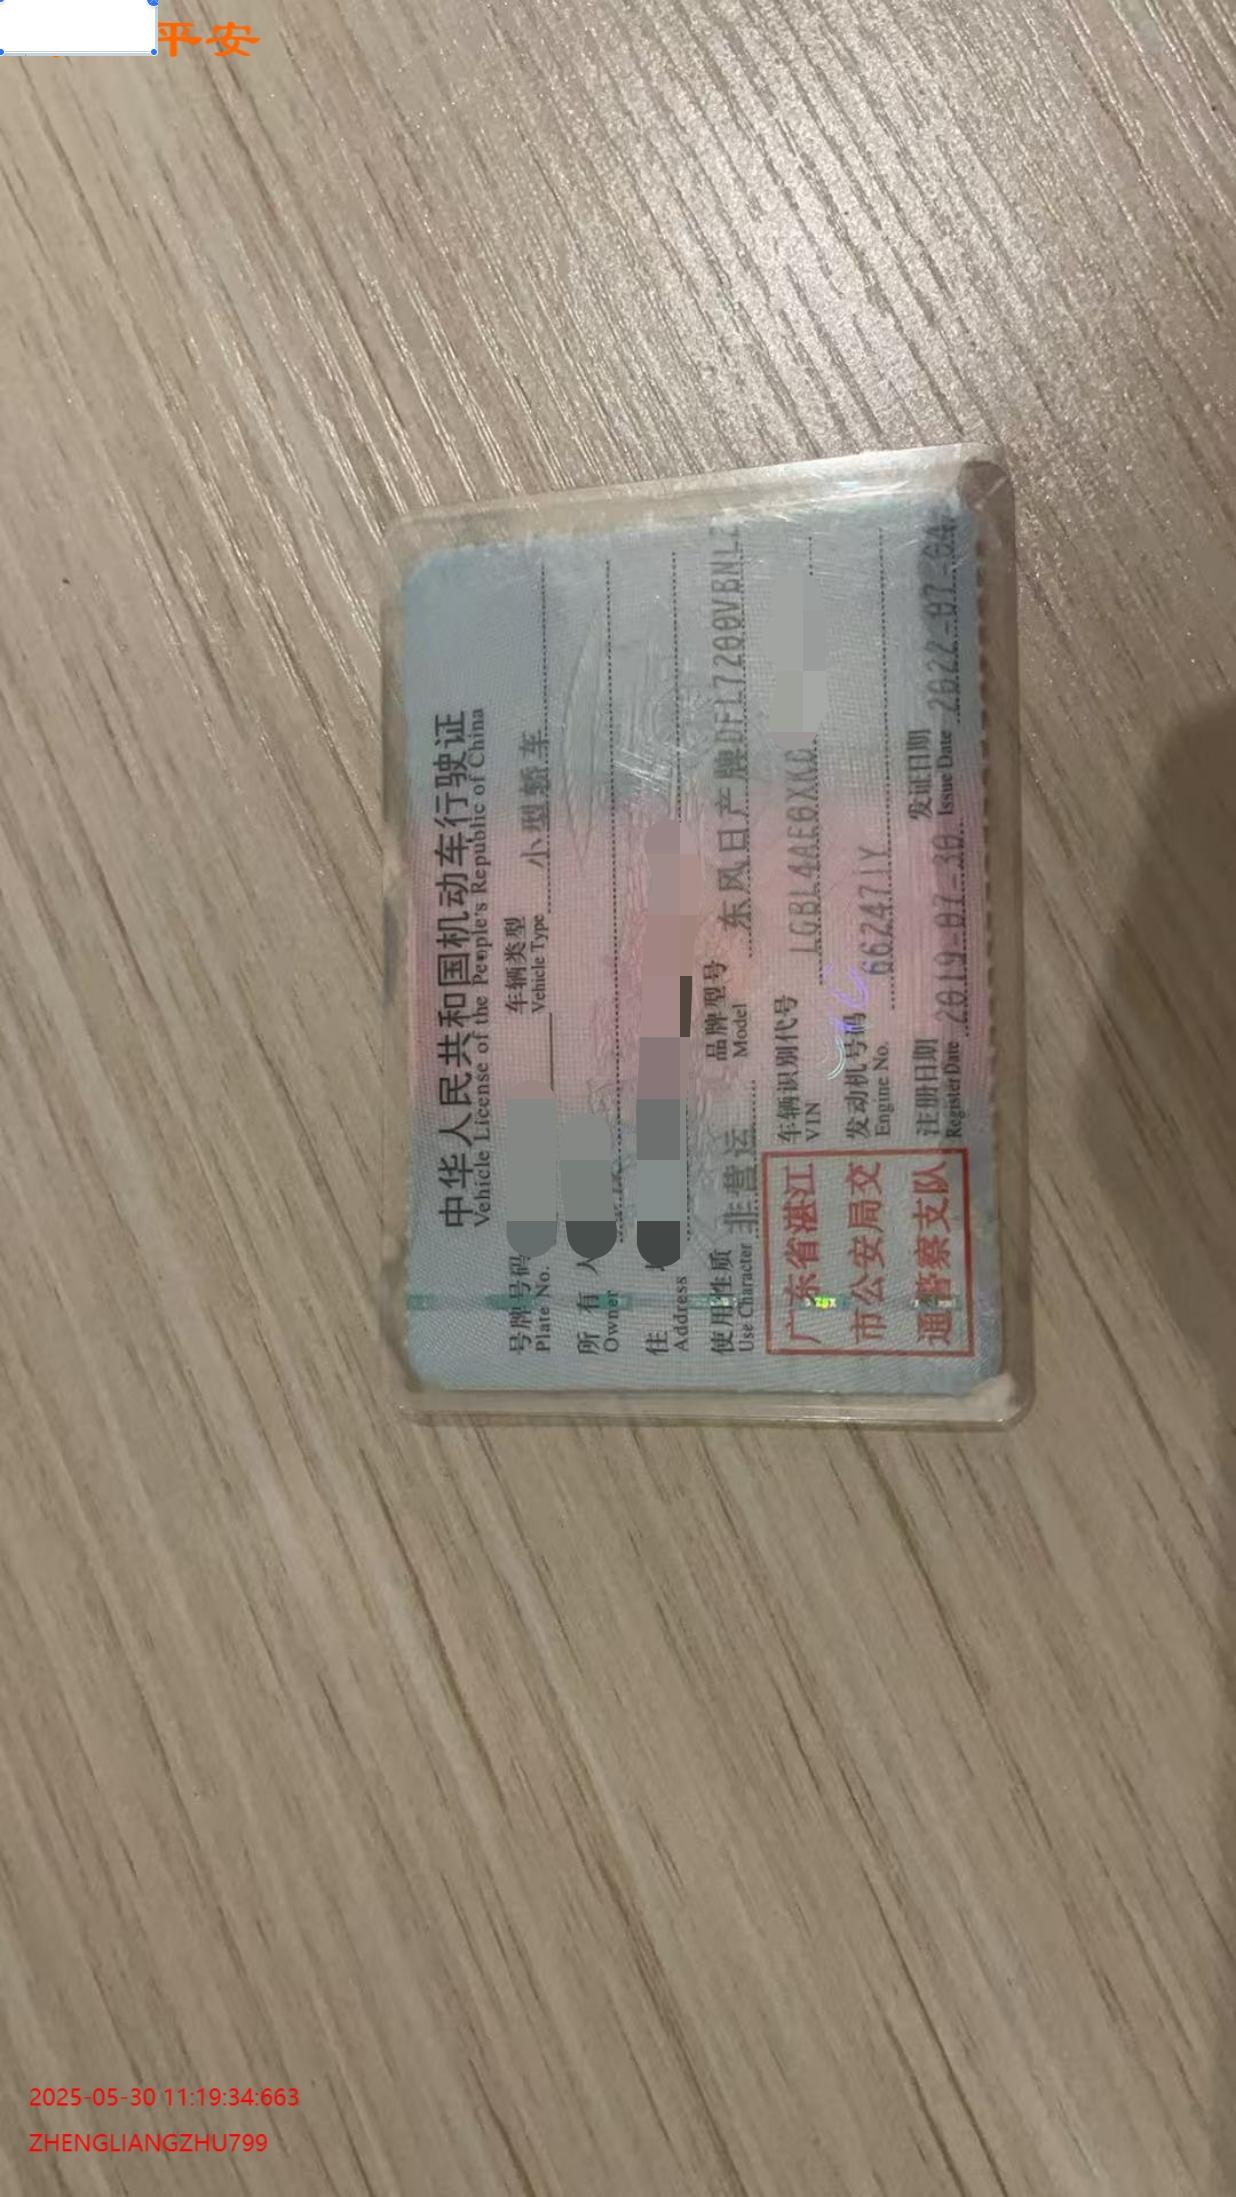 平安
中华人民共和国机动车行驶证
Vehicle License of the People's Republic of China
号牌号码 车辆类型 小型轿车
Plate No. Vehicle Type
所有人
Owner
住
Address
使用性质 非营运 品牌型号 东风日产牌DFL7200VBNL2
Use Character Model
车辆识别代号 LGBL4AE0XKD
VIN
发动机号码 662471Y
Engine No.
注册日期 2019-07-30 发证日期 2022-07-04
Register Date Issue Date
广东省湛江
市公安局交
通警察支队
2025-05-30 11:19:34:663
ZHENGLIANGZHU799